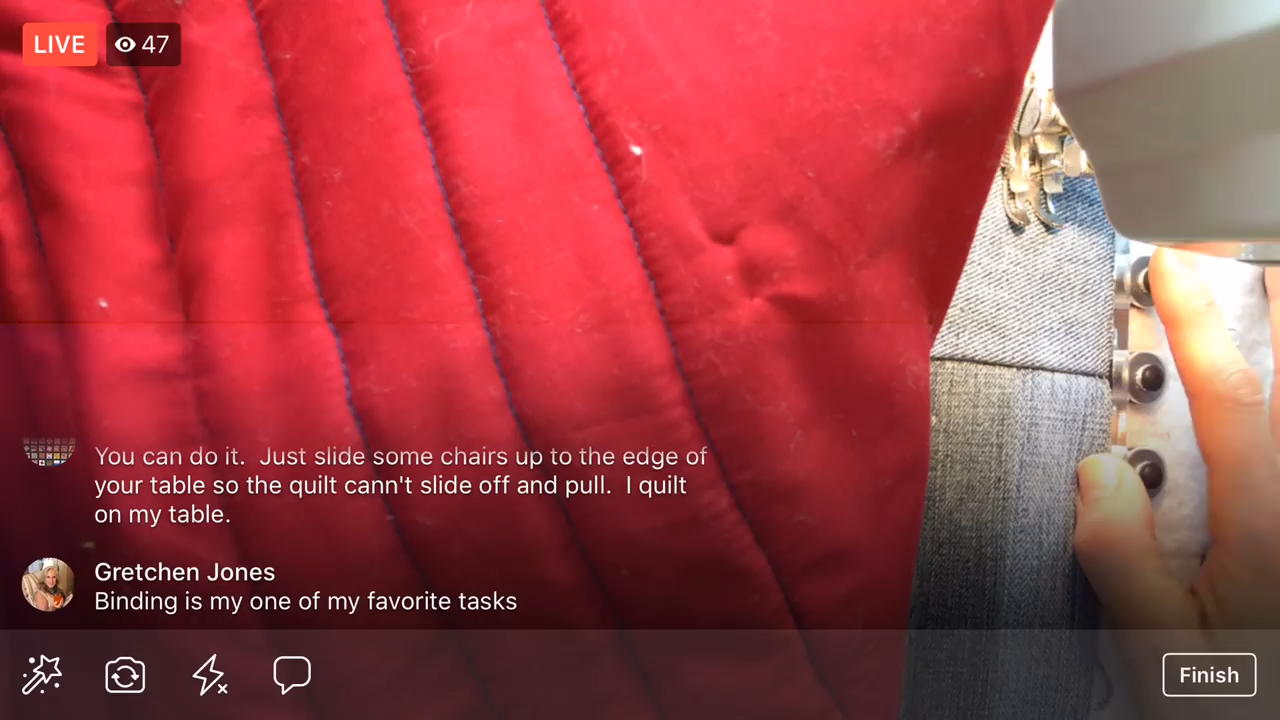 LIVE
47
You can do it. Just slide some chairs up to the edge of
your table so the quilt cann't slide off and pull. I quilt
on my table.
Gretchen Jones
Binding is my one of my favorite tasks
Finish